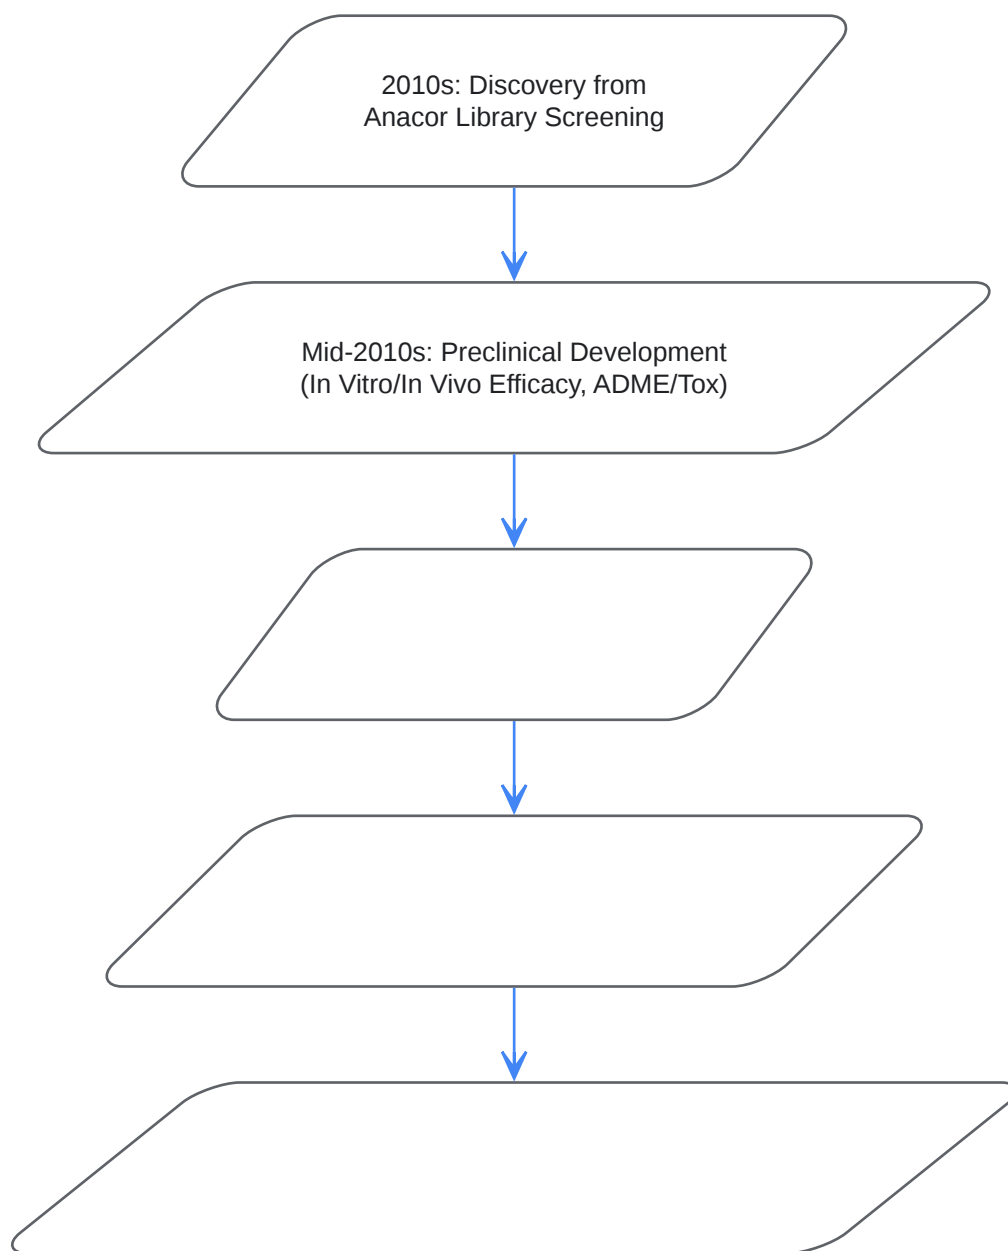 2010s: Discovery from
Anacor Library Screening
Mid-2010s: Preclinical Development
(In Vitro/In Vivo Efficacy, ADME/Tox)